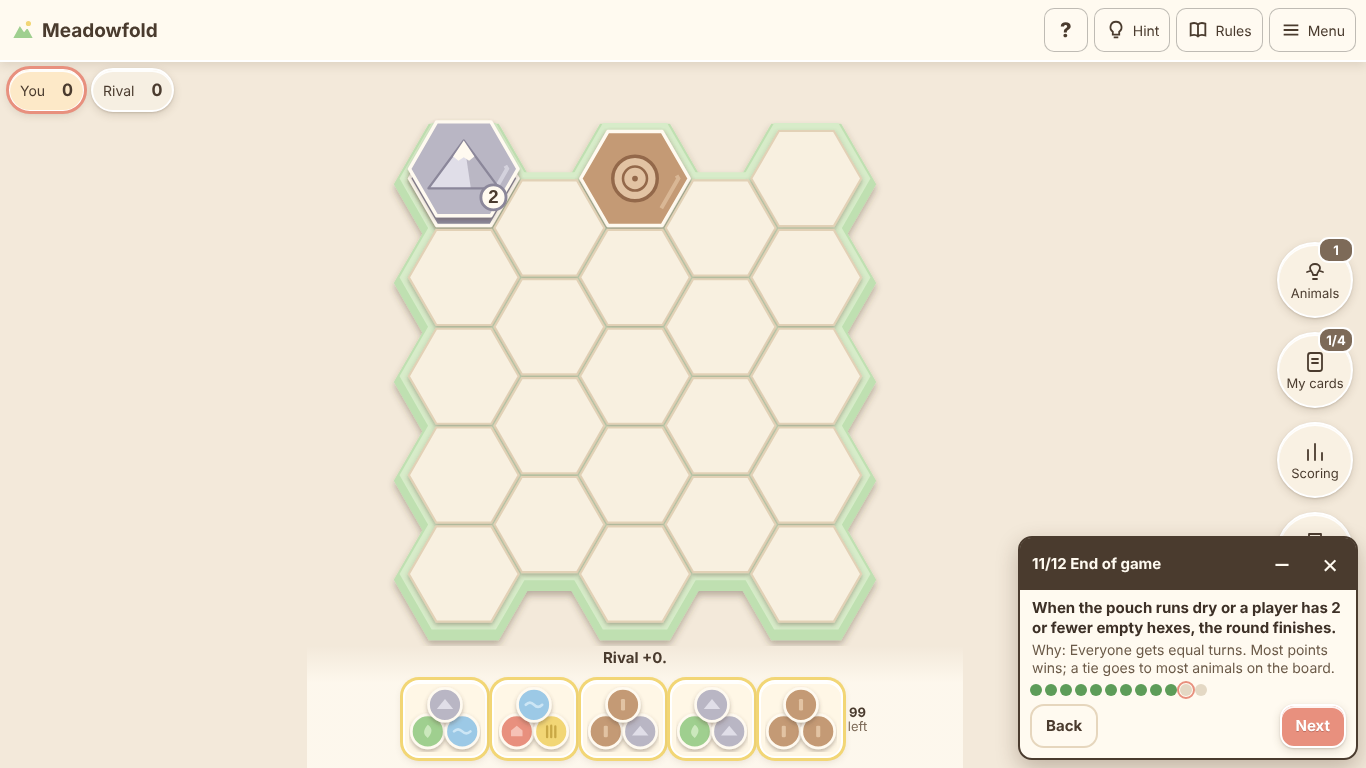 Meadowfold
?
Hint
Rules
Menu
You 0
Rival 0
2
1
Animals
1/4
My cards
Scoring
11/12 End of game
When the pouch runs dry or a player has 2
or fewer empty hexes, the round finishes.
Why: Everyone gets equal turns. Most points
wins; a tie goes to most animals on the board.
Back
Next
Rival +0.
99
left